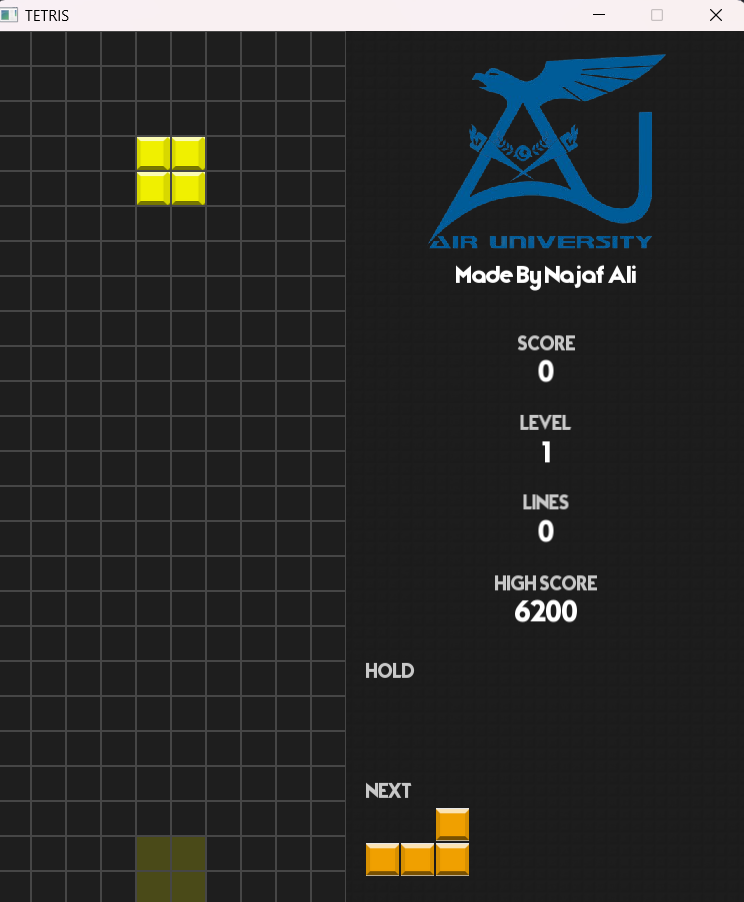 TETRIS
AIR UNIVERSITY
Made By Najaf Ali
SCORE
0
LEVEL
1
LINES
0
HIGH SCORE
6200
HOLD
NEXT